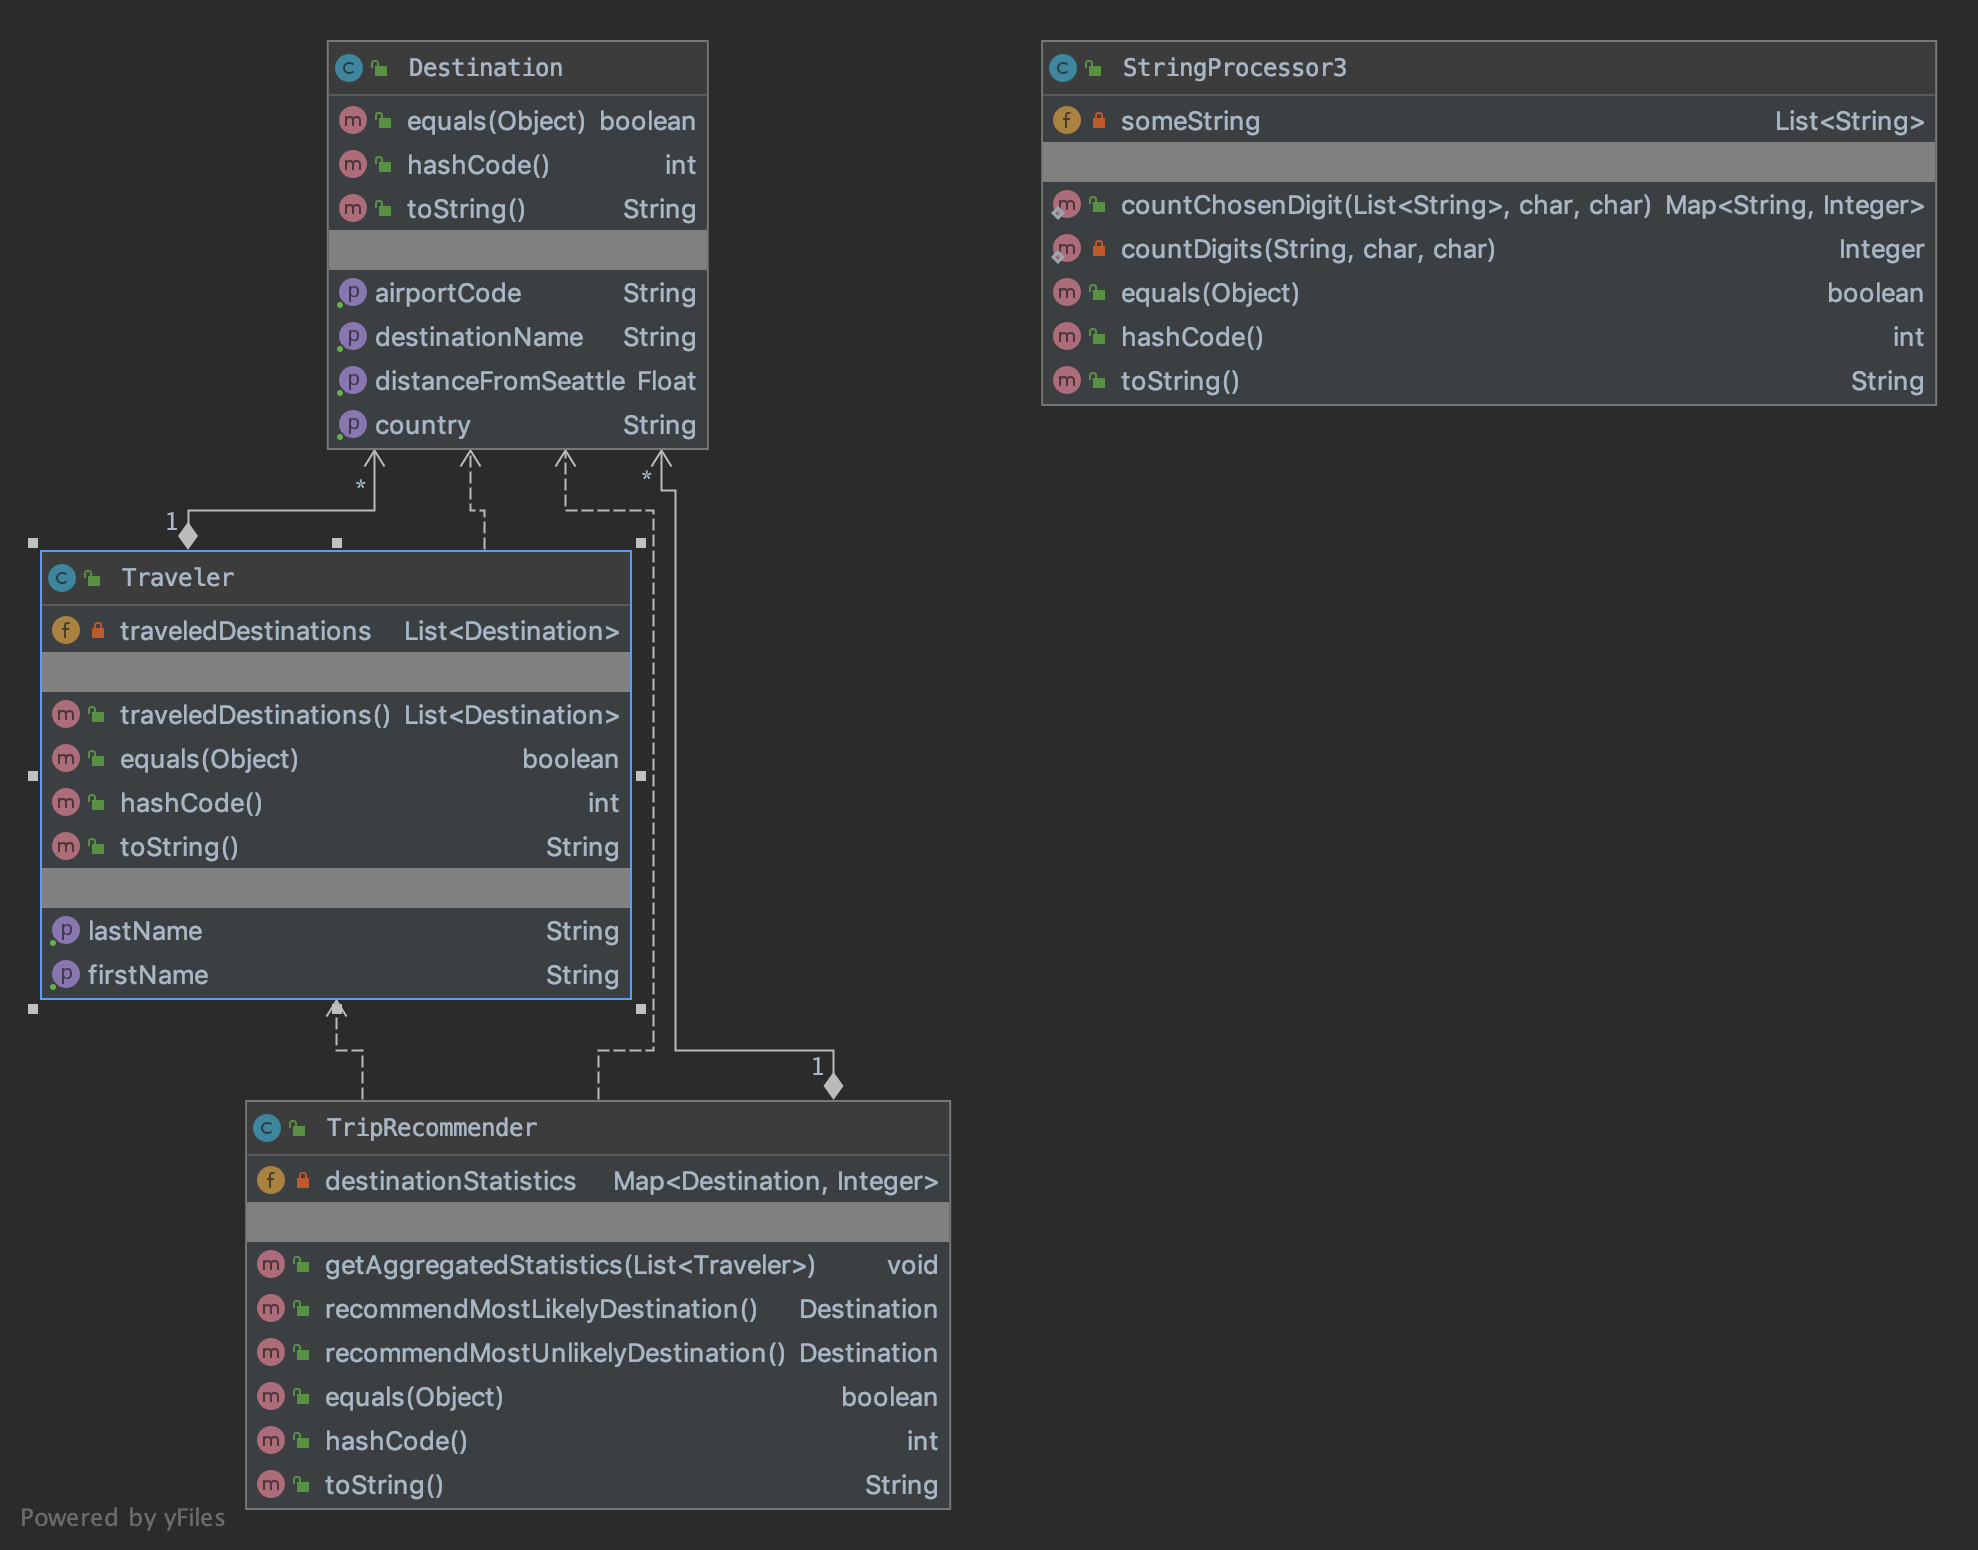 Destination
equals(Object) boolean
hashCode() int
toString() String
airportCode String
destinationName String
distanceFromSeattle Float
country String
StringProcessor3
someString List<String>
countChosenDigit(List<String>, char, char) Map<String, Integer>
countDigits(String, char, char) Integer
equals(Object) boolean
hashCode() int
toString() String
*
*
1
Traveler
traveledDestinations List<Destination>
traveledDestinations() List<Destination>
equals(Object) boolean
hashCode() int
toString() String
lastName String
firstName String
1
TripRecommender
destinationStatistics Map<Destination, Integer>
getAggregatedStatistics(List<Traveler>) void
recommendMostLikelyDestination() Destination
recommendMostUnlikelyDestination() Destination
equals(Object) boolean
hashCode() int
toString() String
Powered by yFiles